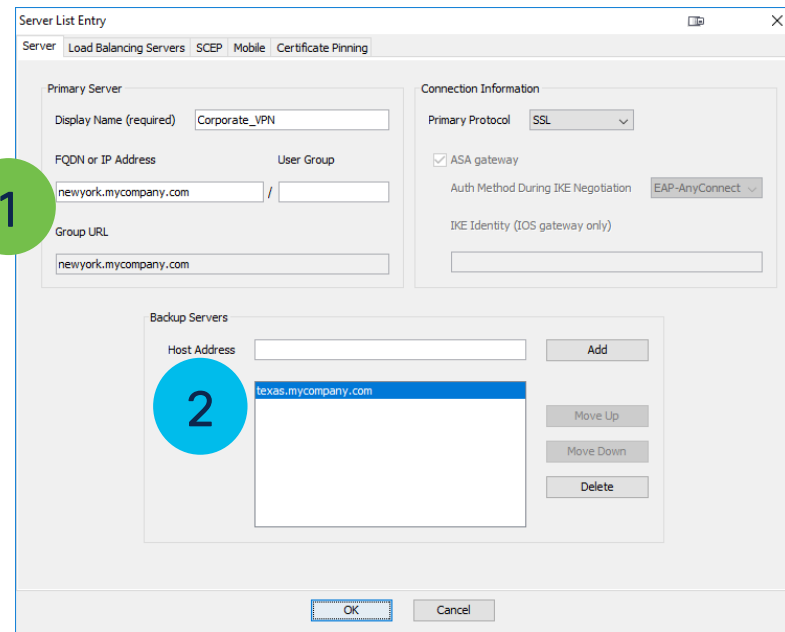 Server List Entry
Server Load Balancing Servers SCEP Mobile Certificate Pinning
Primary Server
Display Name (required) Corporate_VPN
FQDN or IP Address User Group
newyork.mycompany.com /
Group URL
newyork.mycompany.com
1
Connection Information
Primary Protocol SSL
ASA gateway
Auth Method During IKE Negotiation EAP-AnyConnect
IKE Identity (IOS gateway only)
Backup Servers
Host Address Add
2
texas.mycompany.com
Move Up
Move Down
Delete
OK Cancel